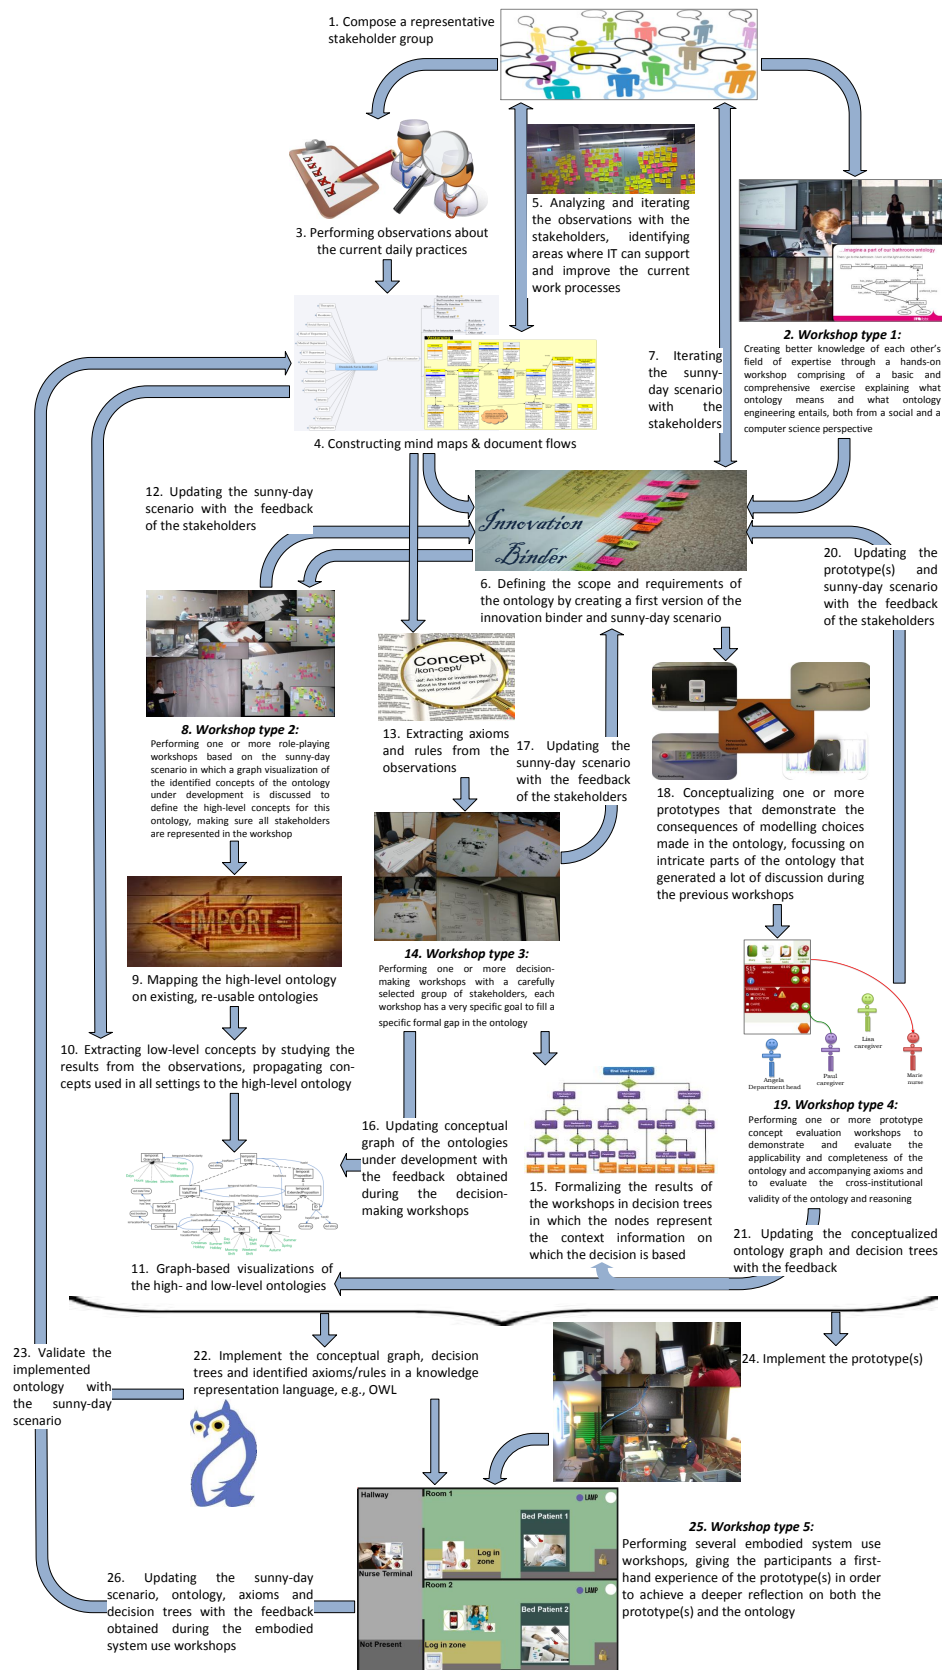 1. Compose a representative
stakeholder group
3. Performing observations about
the current daily practices
5. Analyzing and iterating
the observations with the
stakeholders, identifying
areas where IT can support
and improve the current
work processes
...imagine a part of our bathroom ontology
2. Workshop type 1:
Creating better knowledge of each other's
field of expertise through a hands-on
workshop comprising of a basic and
comprehensive exercise explaining what
ontology means and what ontology
engineering entails, both from a social and a
computer science perspective
7. Iterating
the sunny-
day scenario
with the
stakeholders
4. Constructing mind maps & document flows
12. Updating the sunny-day
scenario with the feedback
of the stakeholders
Innovation
Binder
6. Defining the scope and requirements of
the ontology by creating a first version of the
innovation binder and sunny-day scenario
20. Updating the
prototype(s) and
sunny-day scenario
with the feedback
of the stakeholders
Concept
/kon-cept/
def: An idea or invention
not yet produced
8. Workshop type 2:
Performing one or more role-playing
workshops based on the sunny-day
scenario in which a graph visualization of
the identified concepts of the ontology
under development is discussed to
define the high-level concepts for this
ontology, making sure all stakeholders
are represented in the workshop
13. Extracting axioms
and rules from the
observations
17. Updating the
sunny-day scenario
with the feedback
of the stakeholders
18. Conceptualizing one or more
prototypes that demonstrate the
consequences of modelling choices
made in the ontology, focussing on
intricate parts of the ontology that
generated a lot of discussion during
the previous workshops
IMPORT
9. Mapping the high-level ontology
on existing, re-usable ontologies
14. Workshop type 3:
Performing one or more decision-
making workshops with a carefully
selected group of stakeholders, each
workshop has a very specific goal to fill a
specific formal gap in the ontology
10. Extracting low-level concepts by studying the
results from the observations, propagating con-
cepts used in all settings to the high-level ontology
Lisa
caregiver
Angela
Department head
Paul
caregiver
Marie
nurse
End User Request
19. Workshop type 4:
Performing one or more prototype
concept evaluation workshops to
demonstrate and evaluate the
applicability and completeness of the
ontology and accompanying axioms and
to evaluate the cross-institutional
validity of the ontology and reasoning
16. Updating conceptual
graph of the ontologies
under development with
the feedback obtained
during the decision-
making workshops
15. Formalizing the results of
the workshops in decision trees
in which the nodes represent
the context information on
which the decision is based
21. Updating the conceptualized
ontology graph and decision trees
with the feedback
11. Graph-based visualizations of
the high- and low-level ontologies
23. Validate the
implemented
ontology with
the sunny-day
scenario
22. Implement the conceptual graph, decision
trees and identified axioms/rules in a knowledge
representation language, e.g., OWL
24. Implement the prototype(s)
Hallway
Room 1
LAMP
Bed Patient 1
Log in
zone
Nurse Terminal
Room 2
LAMP
Bed Patient 2
Not Present
Log in zone
25. Workshop type 5:
Performing several embodied system use
workshops, giving the participants a first-
hand experience of the prototype(s) in order
to achieve a deeper reflection on both the
prototype(s) and the ontology
26. Updating the sunny-day
scenario, ontology, axioms and
decision trees with the feedback
obtained during the embodied
system use workshops